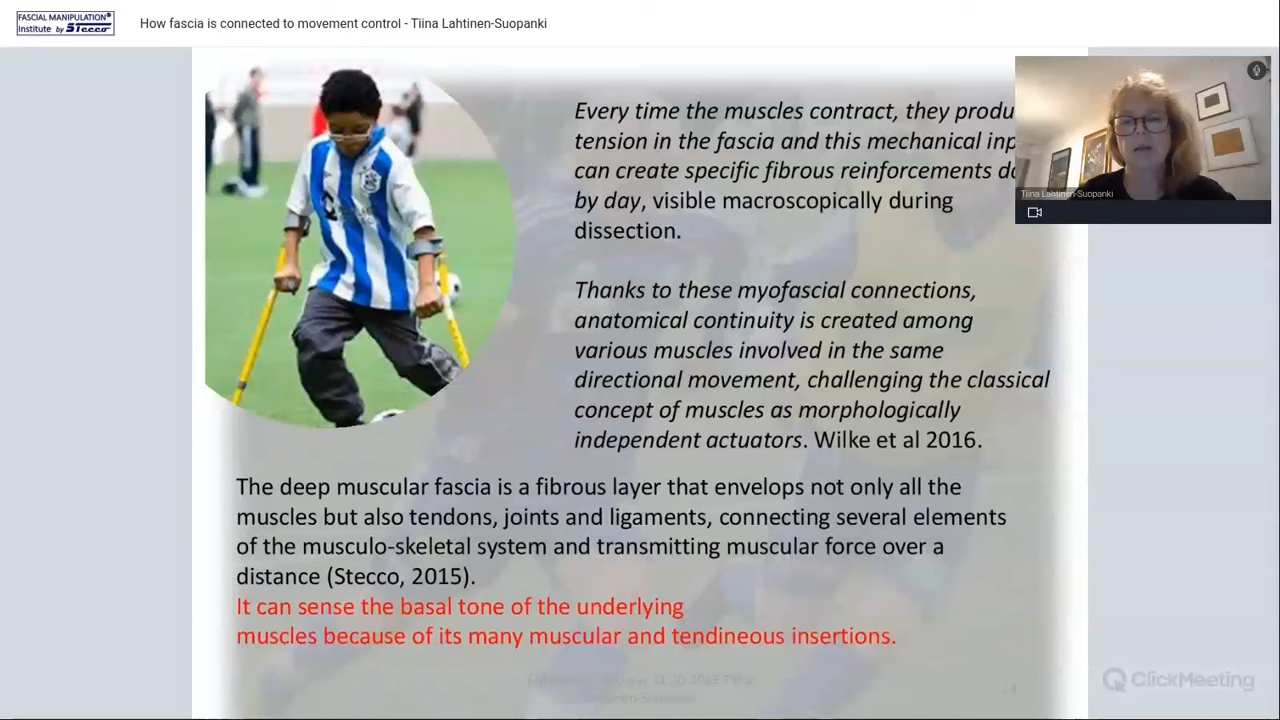 FASCIAL MANIPULATION®
Institute by Stecco
How fascia is connected to movement control - Tiina Lahtinen-Suopanki
Every time the muscles contract, they produ
tension in the fascia and this mechanical inp
can create specific fibrous reinforcements da
by day, visible macroscopically during
dissection.
Tiina Lahtinen-Suopanki
Thanks to these myofascial connections,
anatomical continuity is created among
various muscles involved in the same
directional movement, challenging the classical
concept of muscles as morphologically
independent actuators. Wilke et al 2016.
The deep muscular fascia is a fibrous layer that envelops not only all the
muscles but also tendons, joints and ligaments, connecting several elements
of the musculo-skeletal system and transmitting muscular force over a
distance (Stecco, 2015).
It can sense the basal tone of the underlying
muscles because of its many muscular and tendineous insertions.
ClickMeeting